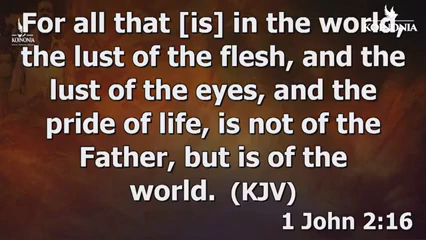 For all that [is] in the world,
the lust of the flesh, and the
lust of the eyes, and the
pride of life, is not of the
Father, but is of the
world. (KJV)
1 John 2:16
KOINONIA
KOINONIA